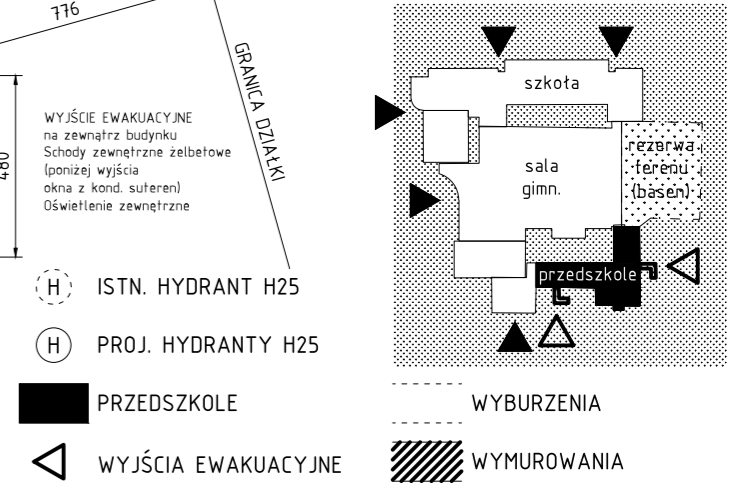 776
GRANICA DZIAŁKI
480
WYJŚCIE EWAKUACYJNE
na zewnątrz budynku
Schody zewnętrzne żelbetowe
(poniżej wyjścia
okna z kond. suteren)
Oświetlenie zewnętrzne
szkoła
sala
gimn.
rezerwa
terenu
(basen)
przedszkole
H ISTN. HYDRANT H25
H PROJ. HYDRANTY H25
PRZEDSZKOLE
WYJŚCIA EWAKUACYJNE
WYBURZENIA
WYMUROWANIA